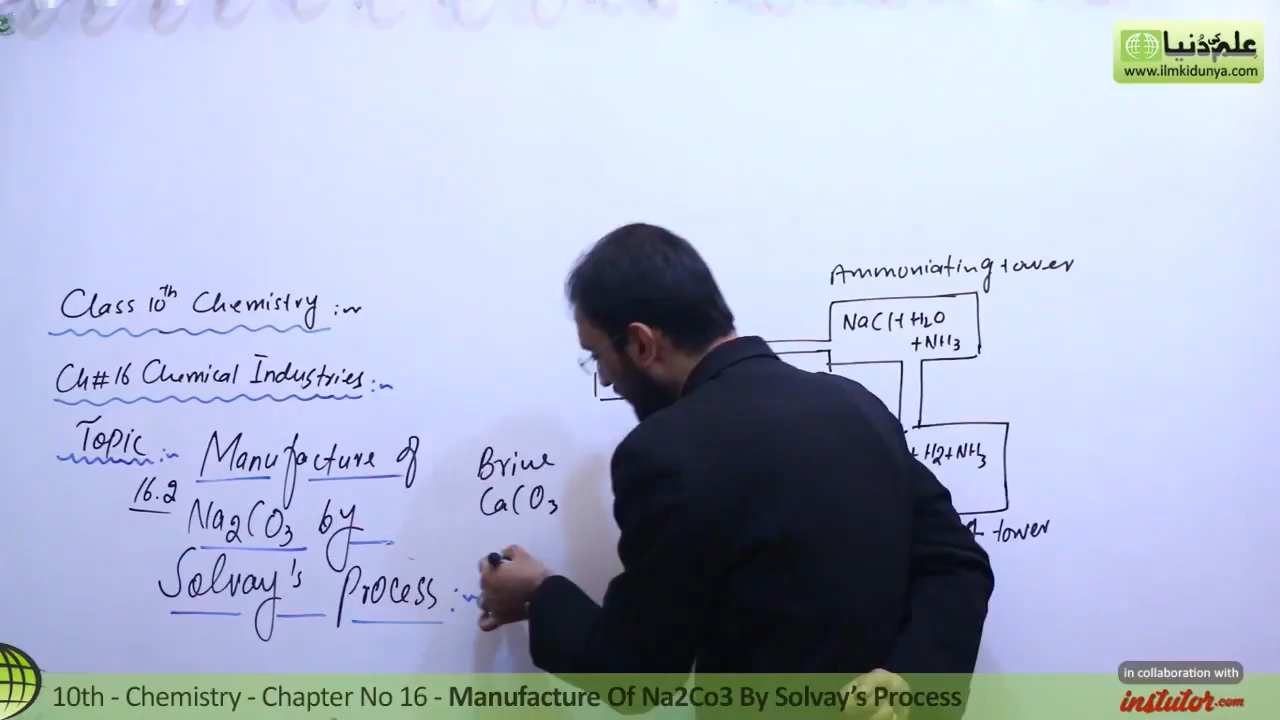 علم کی دُنیا
www.ilmkidunya.com
Class 10th Chemistry :~
Ch#16 Chemical Industries:~
Topic:~
16.2
Manufacture of
Na2CO3 by
Solvay's Process:~
Brine
CaCO3
Ammoniating tower
NaCl+H2O
+NH3
+H2+NH3
tower
in collaboration with
instutor.com
10th - Chemistry - Chapter No 16 - Manufacture Of Na2Co3 By Solvay's Process